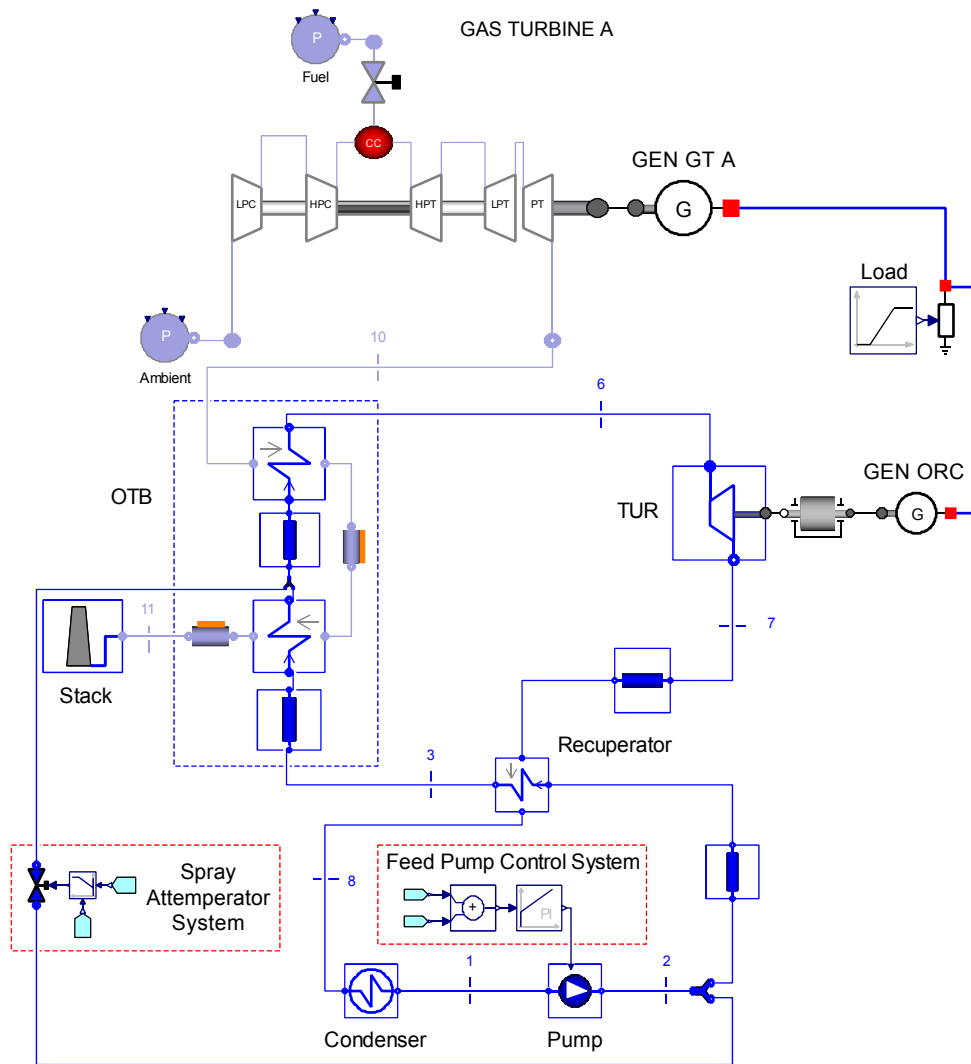 GAS TURBINE A
P
Fuel
CC
GEN GT A
LPC
HPC
HPT
LPT
PT
G
Load
P
Ambient
10
6
OTB
TUR
GEN ORC
G
11
7
Stack
Recuperator
3
Feed Pump Control System
Spray
Attemperator
System
8
+
PI
1
2
Condenser
Pump